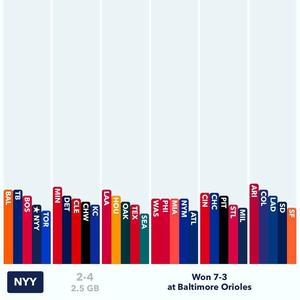 BAL
TB
BOS
★ NYY
TOR
MIN
DET
CLE
CHW
KC
LAA
HOU
OAK
TEX
SEA
WAS
PHI
MIA
NYM
ATL
CIN
CHC
PIT
STL
MIL
ARI
COL
LAD
SD
SF
NYY
2-4
2.5 GB
Won 7-3
at Baltimore Orioles